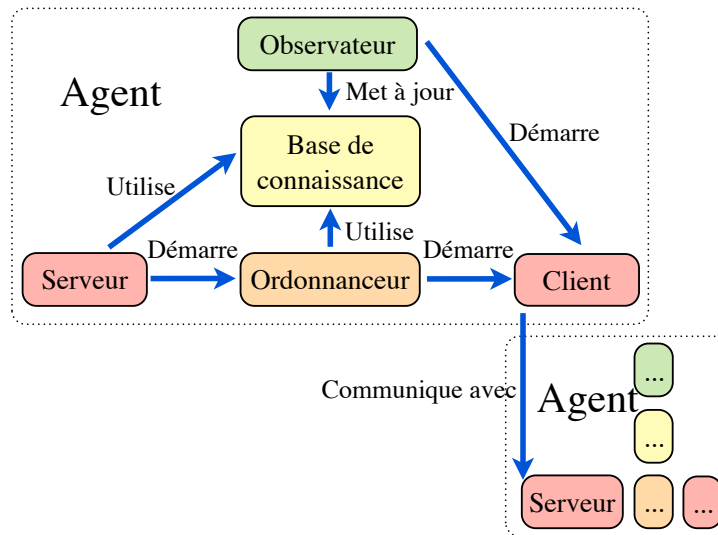 Observateur
Agent
Met à jour
Démarre
Base de
connaissance
Utilise
Utilise
Démarre
Démarre
Serveur
Ordonnanceur
Client
Communique avec
Agent
...
...
Serveur
...
...